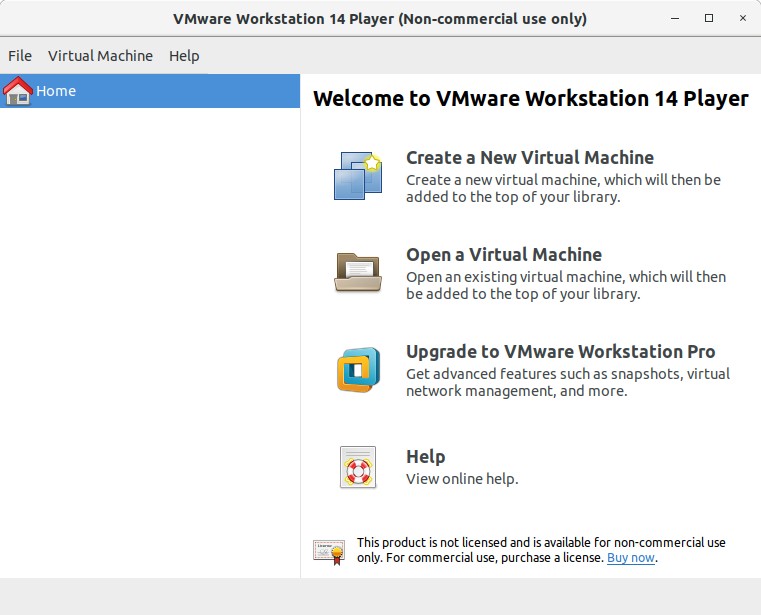 VMware Workstation 14 Player (Non-commercial use only)
File Virtual Machine Help
Home
Welcome to VMware Workstation 14 Player
Create a New Virtual Machine
Create a new virtual machine, which will then be
added to the top of your library.
Open a Virtual Machine
Open an existing virtual machine, which will then
be added to the top of your library.
Upgrade to VMware Workstation Pro
Get advanced features such as snapshots, virtual
network management, and more.
Help
View online help.
This product is not licensed and is available for non-commercial use
only. For commercial use, purchase a license. Buy now.